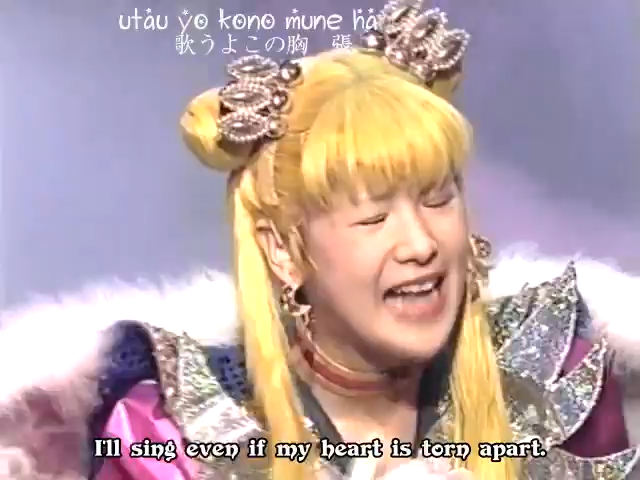 utau yo kono mune ha
歌うよこの胸 張
I'll sing even if my heart is torn apart.